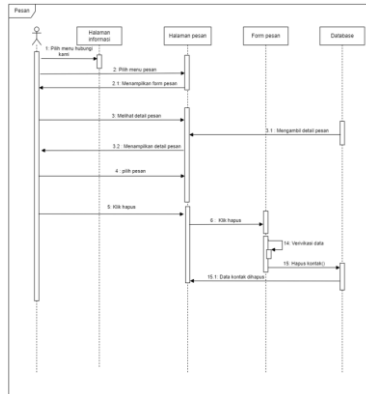 Pesan
Halaman
informasi
Halaman pesan
Form pesan
Database
1: Pilih menu hubungi
kami
2: Pilih menu pesan
2.1: Menampilkan form pesan
3: Melihat detail pesan
3.1 : Mengambil detail pesan
3.2 : Menampilkan detail pesan
4 : pilih pesan
5: Klik hapus
6 : Klik hapus
14: Verivikasi data
15: Hapus kontak()
15.1: Data kontak dihapus